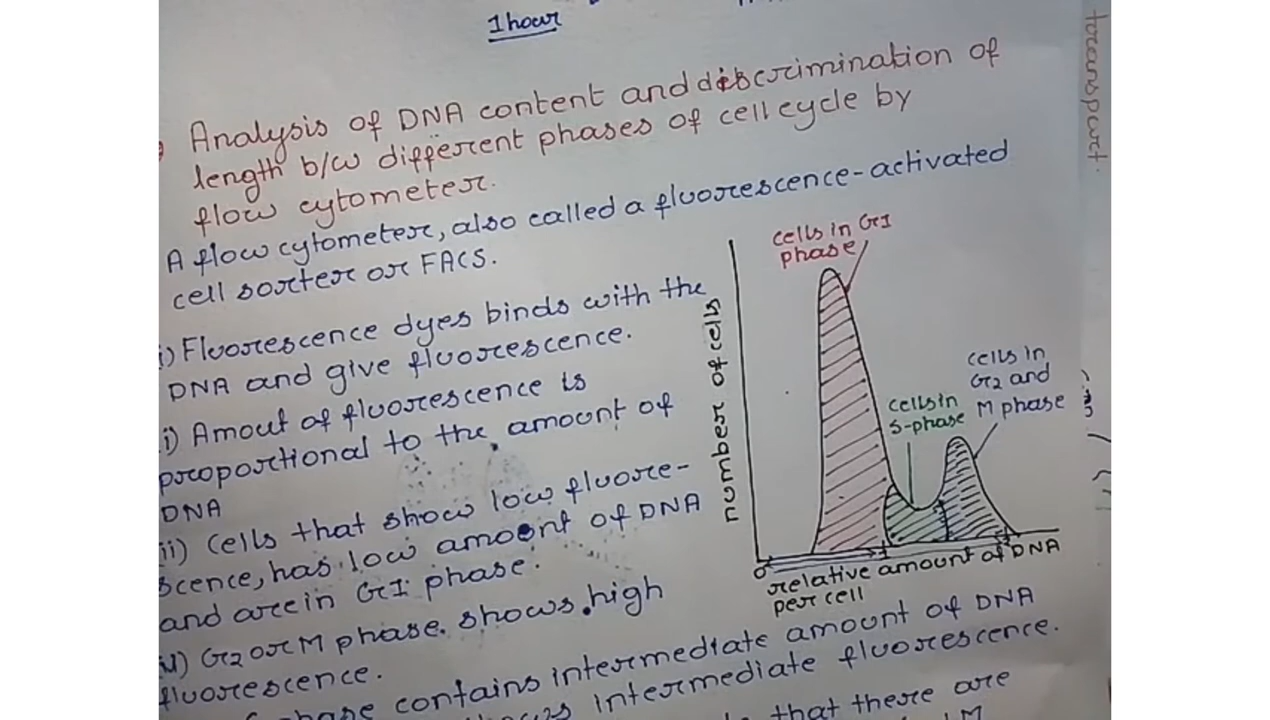 1 hour
Analysis of DNA content and discrimination of
length b/w different phases of cell cycle by
flow cytometer.
A flow cytometer, also called a fluorescence-activated
cell sorter or FACS.
i) Fluorescence dyes binds with the
DNA and give fluorescence.
i) Amout of fluorescence is
proportional to the amount of
DNA
ii) Cells that show low fluore-
scence, has low amount of DNA
and are in G1 phase.
G2 or M phase shows high
fluorescence.
phase contains intermediate amount of DNA
intermediate fluorescence.
that there are
M
cells in G1
phase
number of cells
cells in
S-phase
cells in
G2 and
M phase
0
1
2
relative amount of DNA
per cell
transport